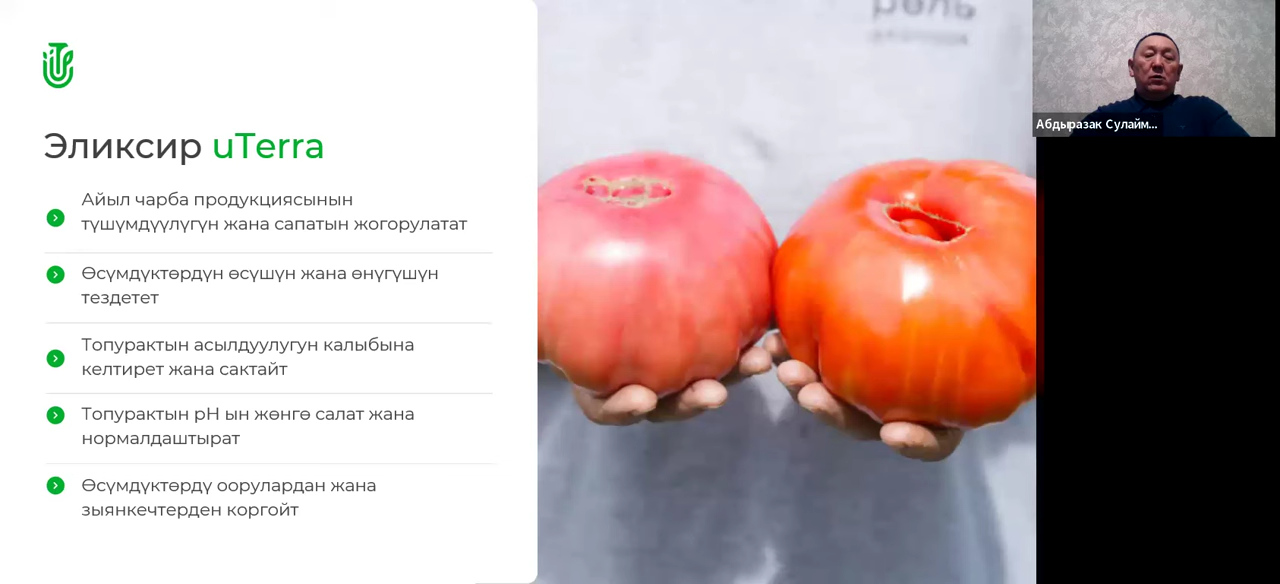 Эликсир uTerra
Айыл чарба продукциясынын
түшүмдүүлүгүн жана сапатын жогорулатат
Өсүмдүктөрдүн өсүшүн жана өнүгүшүн
тездетет
Топурактын асылдуулугун калыбына
келтирет жана сактайт
Топурактын pH ын жөнгө салат жана
нормалдаштырат
Өсүмдүктөрдү оорулардан жана
зыянкечтерден коргойт
Абдыразак Сулайм...